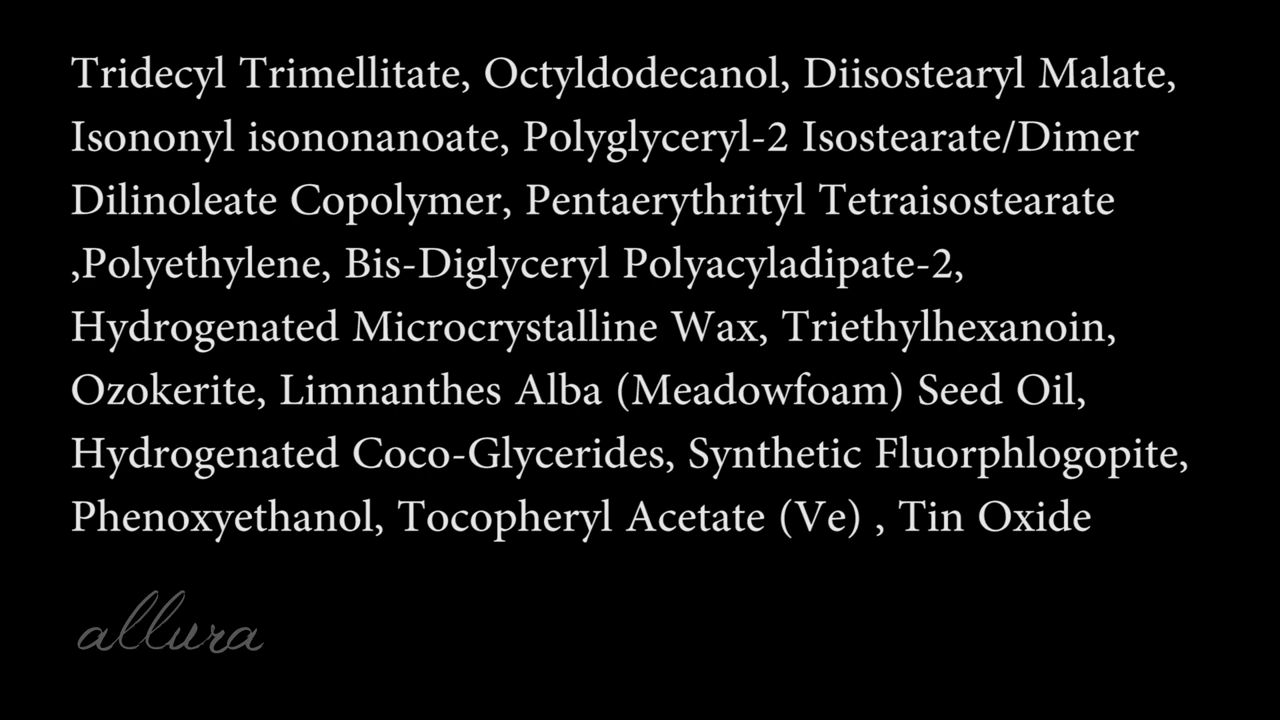 Tridecyl Trimellitate, Octyldodecanol, Diisostearyl Malate,
Isononyl isononanoate, Polyglyceryl-2 Isostearate/Dimer
Dilinoleate Copolymer, Pentaerythrityl Tetraisostearate
,Polyethylene, Bis-Diglyceryl Polyacyladipate-2,
Hydrogenated Microcrystalline Wax, Triethylhexanoin,
Ozokerite, Limnanthes Alba (Meadowfoam) Seed Oil,
Hydrogenated Coco-Glycerides, Synthetic Fluorphlogopite,
Phenoxyethanol, Tocopheryl Acetate (Ve) , Tin Oxide
allura